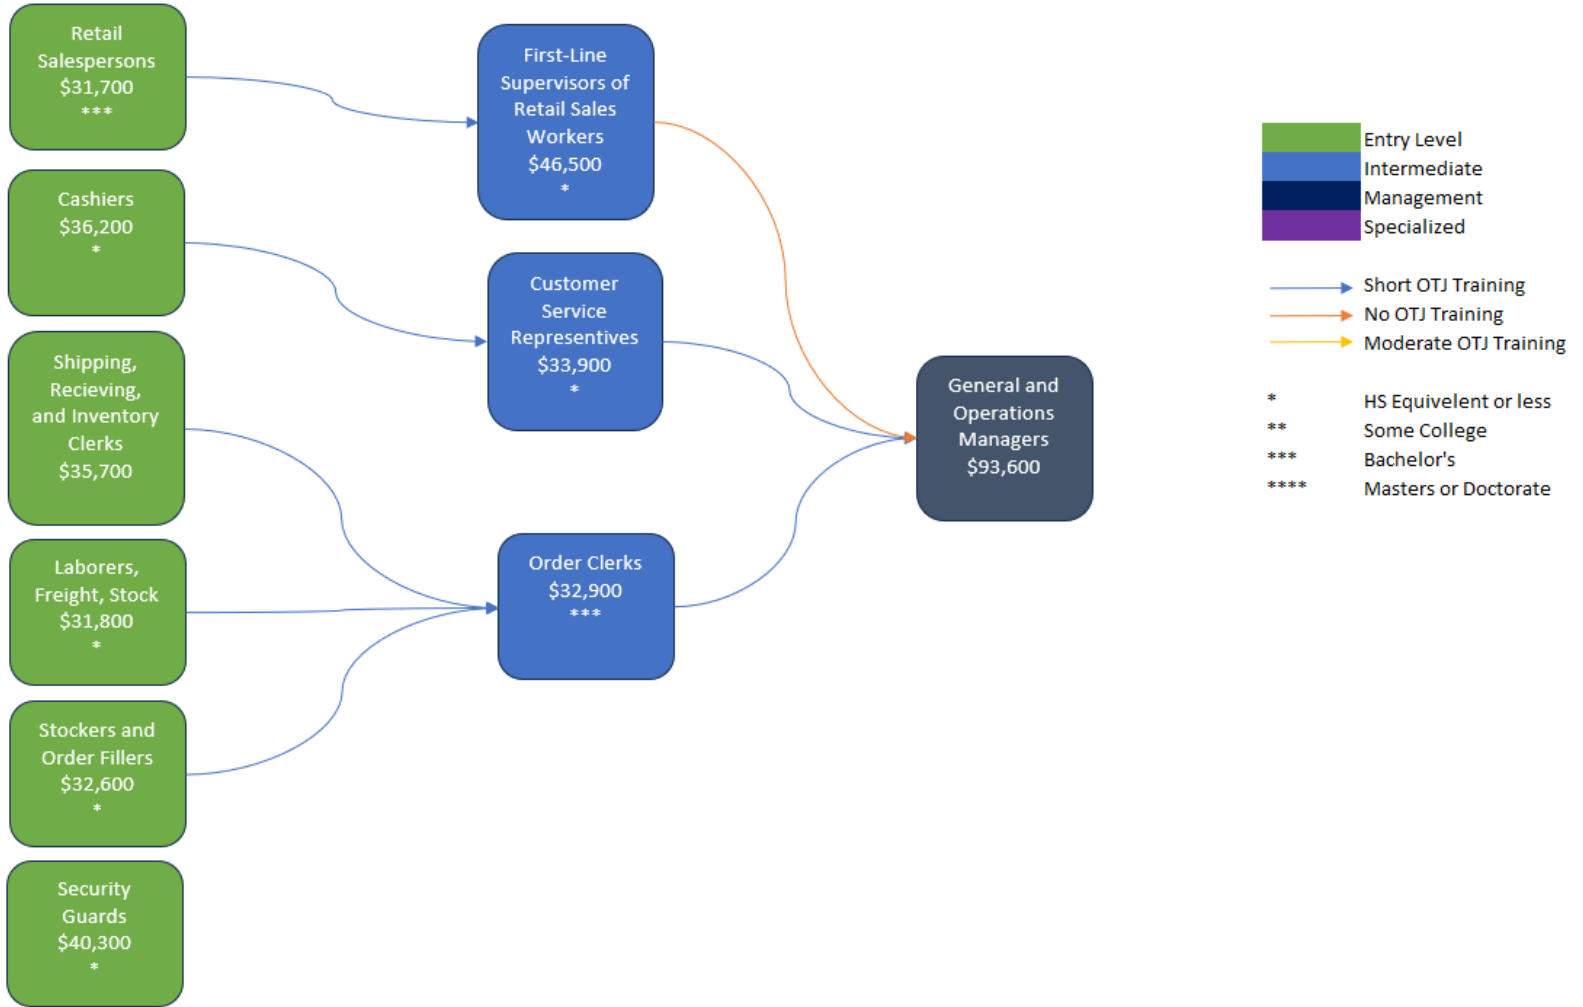 Retail
Salespersons
$31,700
***
Cashiers
$36,200
*
Shipping,
Recieving,
and Inventory
Clerks
$35,700
Laborers,
Freight, Stock
$31,800
*
Stockers and
Order Fillers
$32,600
*
Security
Guards
$40,300
*
First-Line
Supervisors of
Retail Sales
Workers
$46,500
*
Customer
Service
Representives
$33,900
*
Order Clerks
$32,900
***
General and
Operations
Managers
$93,600
Entry Level
Intermediate
Management
Specialized
Short OTJ Training
No OTJ Training
Moderate OTJ Training
* HS Equivelent or less
** Some College
*** Bachelor's
**** Masters or Doctorate